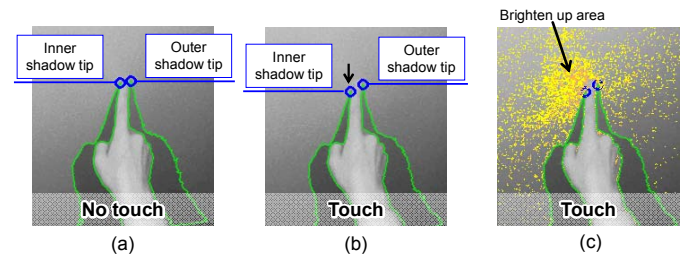 Inner
shadow tip
Outer
shadow tip
No touch
(a)
Inner
shadow tip
Outer
shadow tip
Touch
(b)
Brighten up area
Touch
(c)